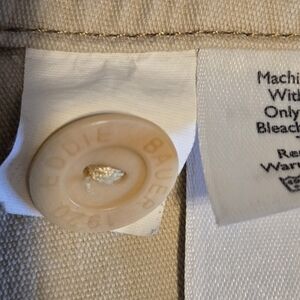 EDDIE BAUER 1920
Machi
With
Only
Bleach
Re
Warm